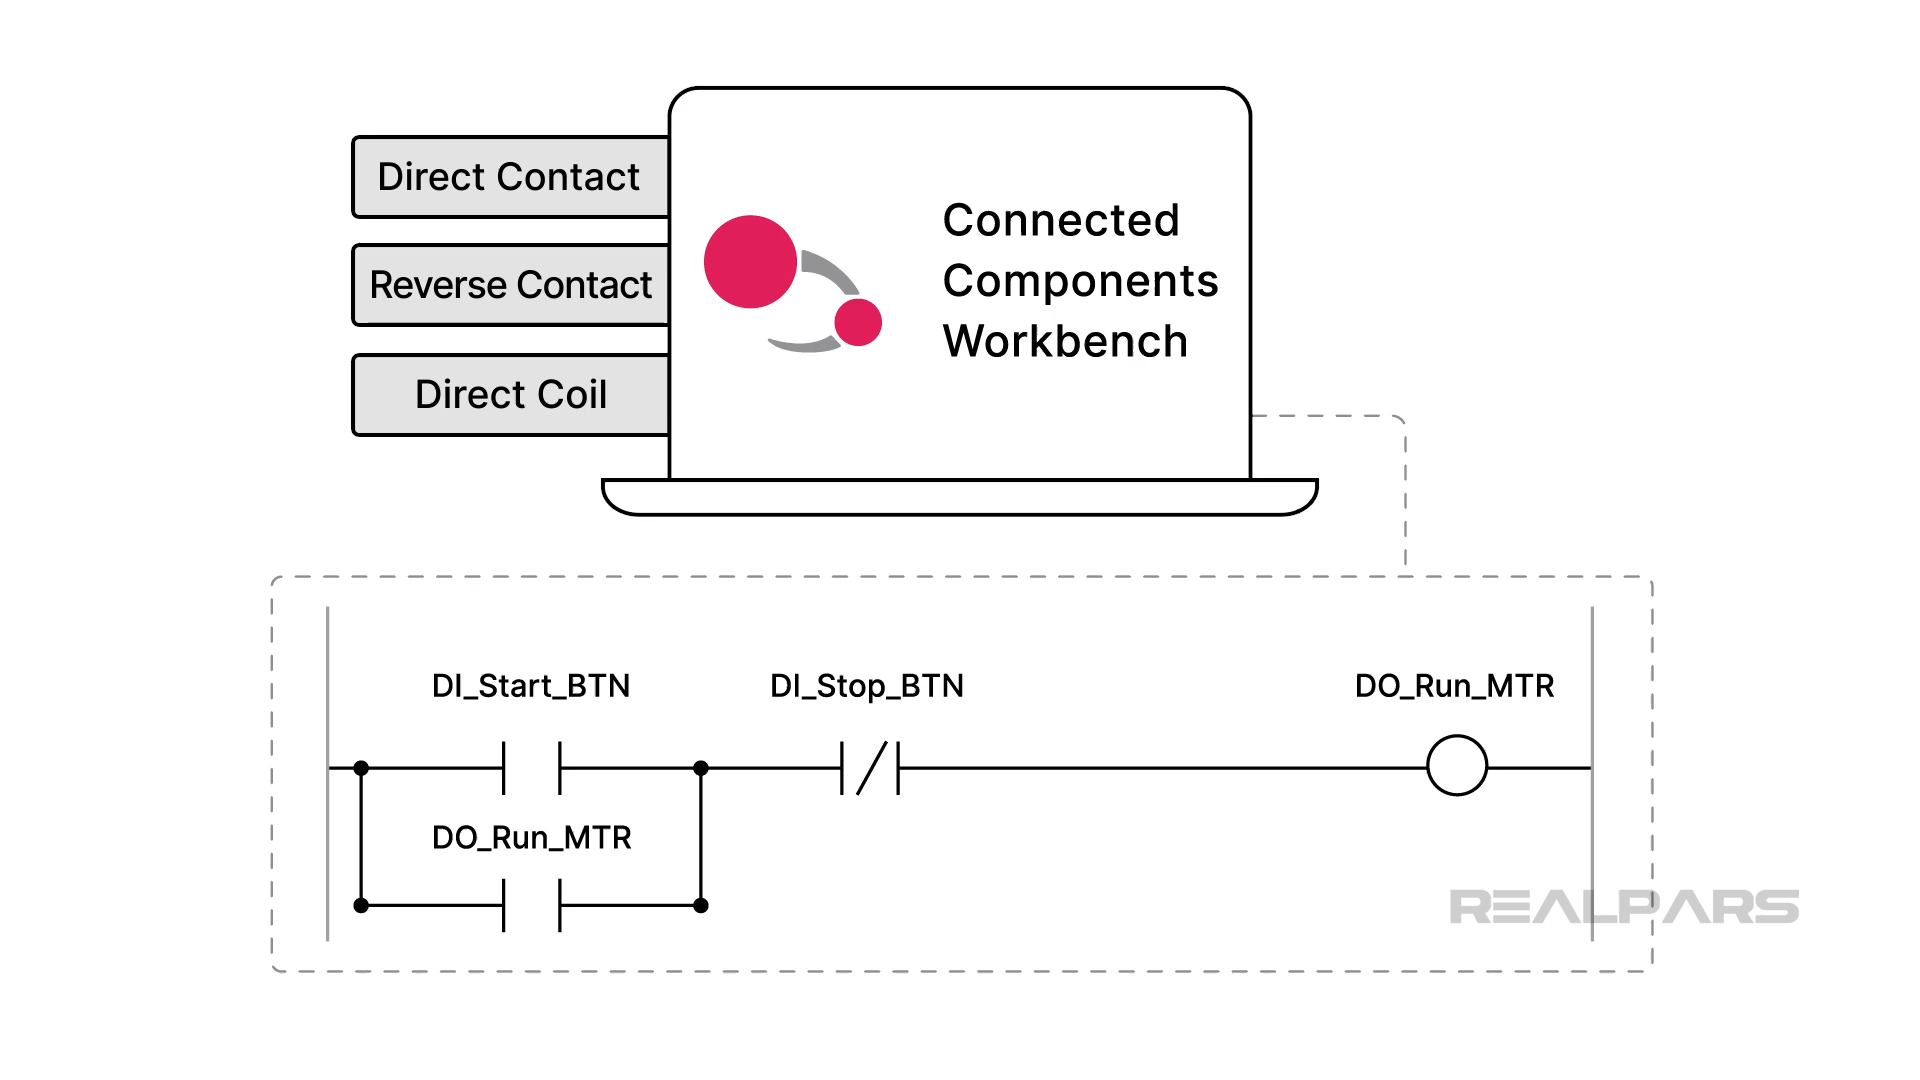 Direct Contact
Reverse Contact
Direct Coil
Connected
Components
Workbench
DI_Start_BTN
DI_Stop_BTN
DO_Run_MTR
DO_Run_MTR
REALPARS